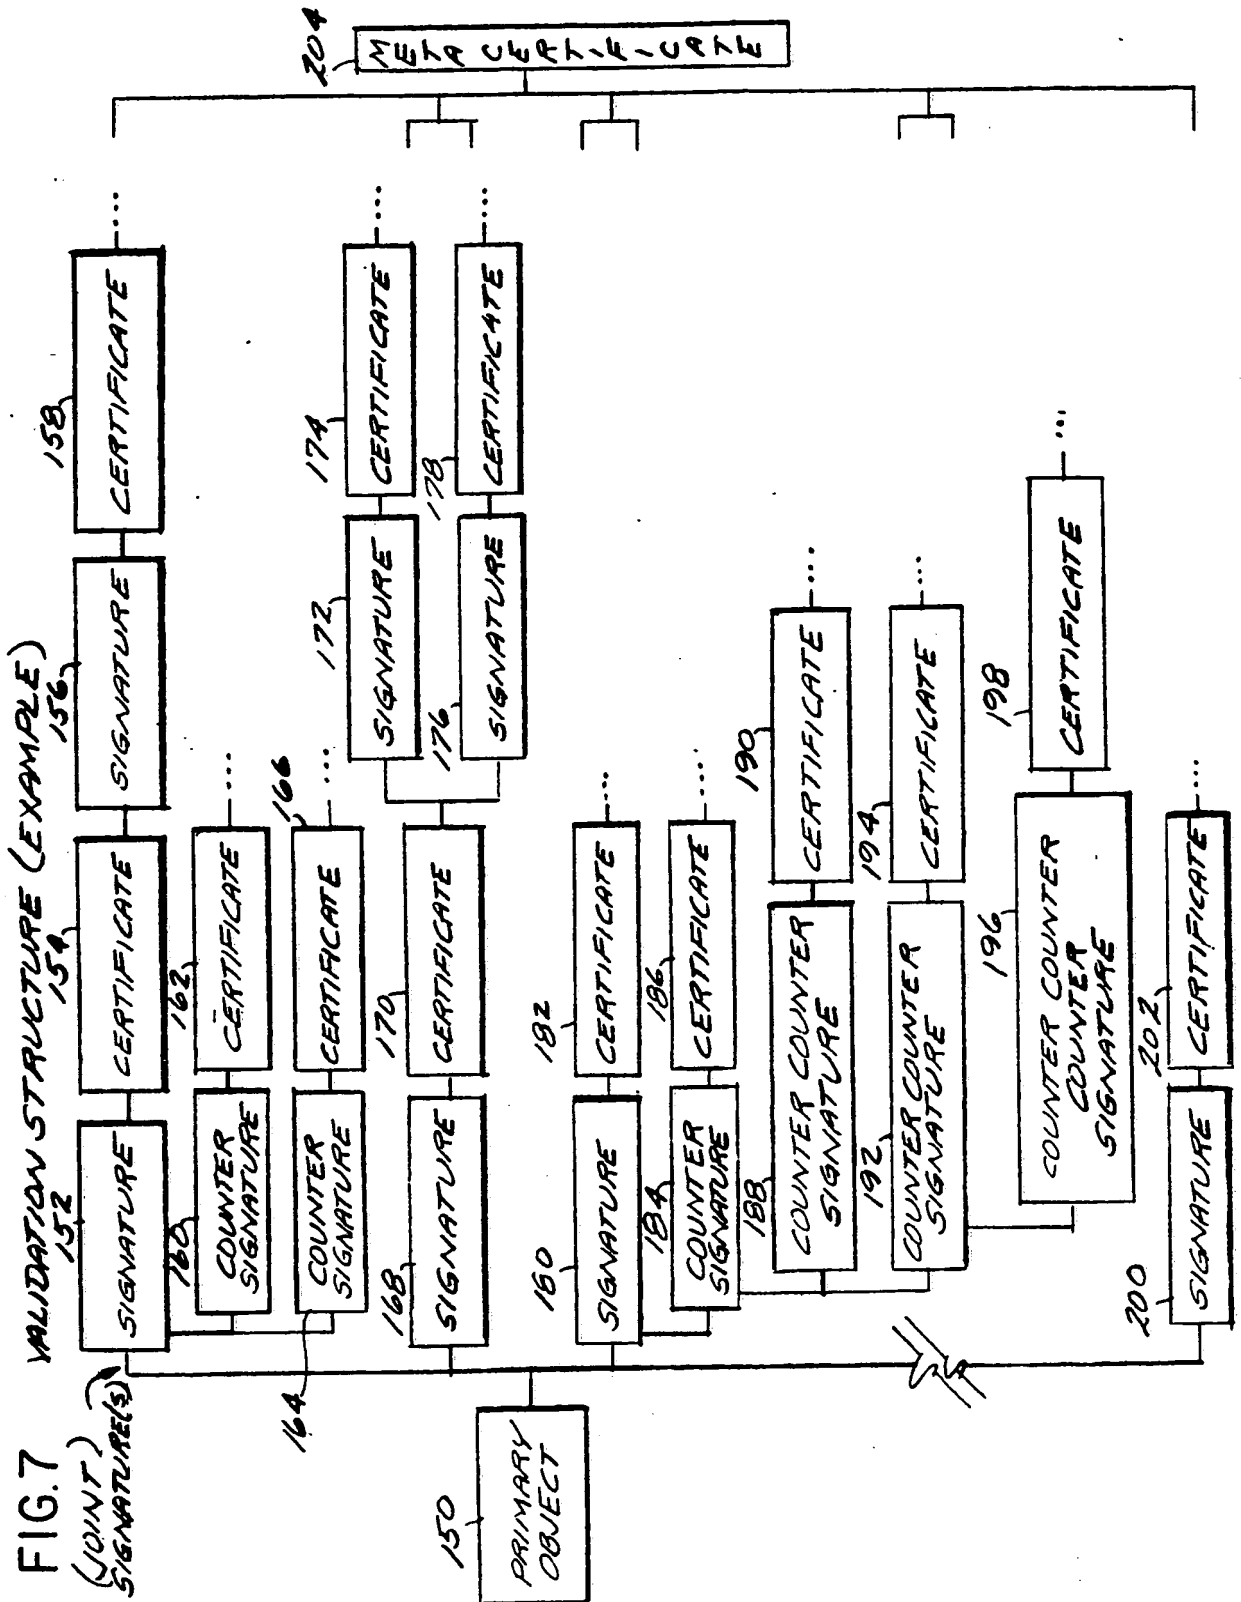 FIG.7
VALIDATION STRUCTURE (EXAMPLE)
(JOINT)
SIGNATURE(S)
150
PRIMARY
OBJECT
152
SIGNATURE
154
CERTIFICATE
156
SIGNATURE
158
CERTIFICATE
....
160
COUNTER
SIGNATURE
162
CERTIFICATE
....
164
COUNTER
SIGNATURE
166
CERTIFICATE
...
168
SIGNATURE
170
CERTIFICATE
172
SIGNATURE
174
CERTIFICATE
....
176
SIGNATURE
178
CERTIFICATE
....
180
SIGNATURE
182
CERTIFICATE
...
184
COUNTER
SIGNATURE
186
CERTIFICATE
....
188
COUNTER COUNTER
SIGNATURE
190
CERTIFICATE
....
192
COUNTER COUNTER
SIGNATURE
194
CERTIFICATE
....
196
COUNTER COUNTER
COUNTER
SIGNATURE
198
CERTIFICATE
...
200
SIGNATURE
202
CERTIFICATE
...
204
META CERTIFICATE